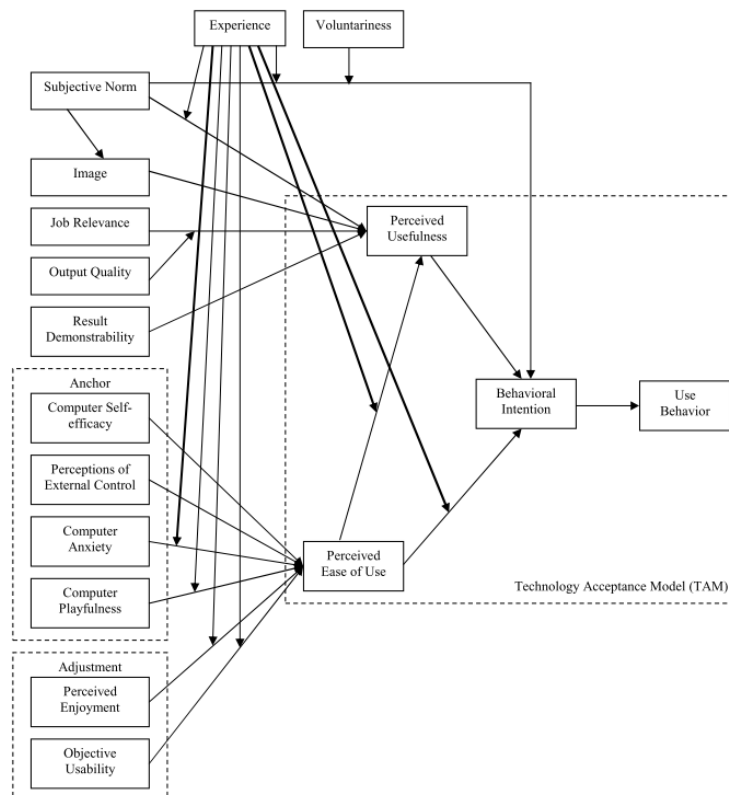 Experience
Voluntariness
Subjective Norm
Image
Job Relevance
Output Quality
Result
Demonstrability
Perceived
Usefulness
Anchor
Computer Self-
efficacy
Perceptions of
External Control
Computer
Anxiety
Computer
Playfulness
Behavioral
Intention
Use
Behavior
Perceived
Ease of Use
Technology Acceptance Model (TAM)
Adjustment
Perceived
Enjoyment
Objective
Usability